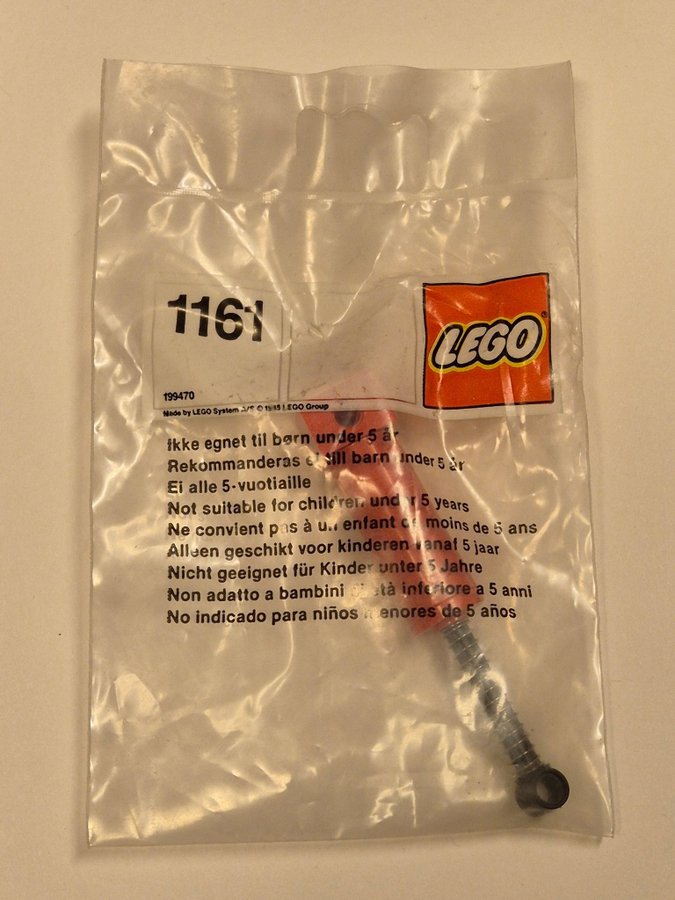 1161
LEGO®
199470
Made by LEGO System A/S © 1985 LEGO Group
Ikke egnet til børn under 5 år
Rekommanderas ej till barn under 5 år
Ei alle 5-vuotiaille
Not suitable for children under 5 years
Ne convient pas à un enfant de moins de 5 ans
Alleen geschikt voor kinderen vanaf 5 jaar
Nicht geeignet für Kinder unter 5 Jahre
Non adatto a bambini di età inferiore a 5 anni
No indicado para niños menores de 5 años